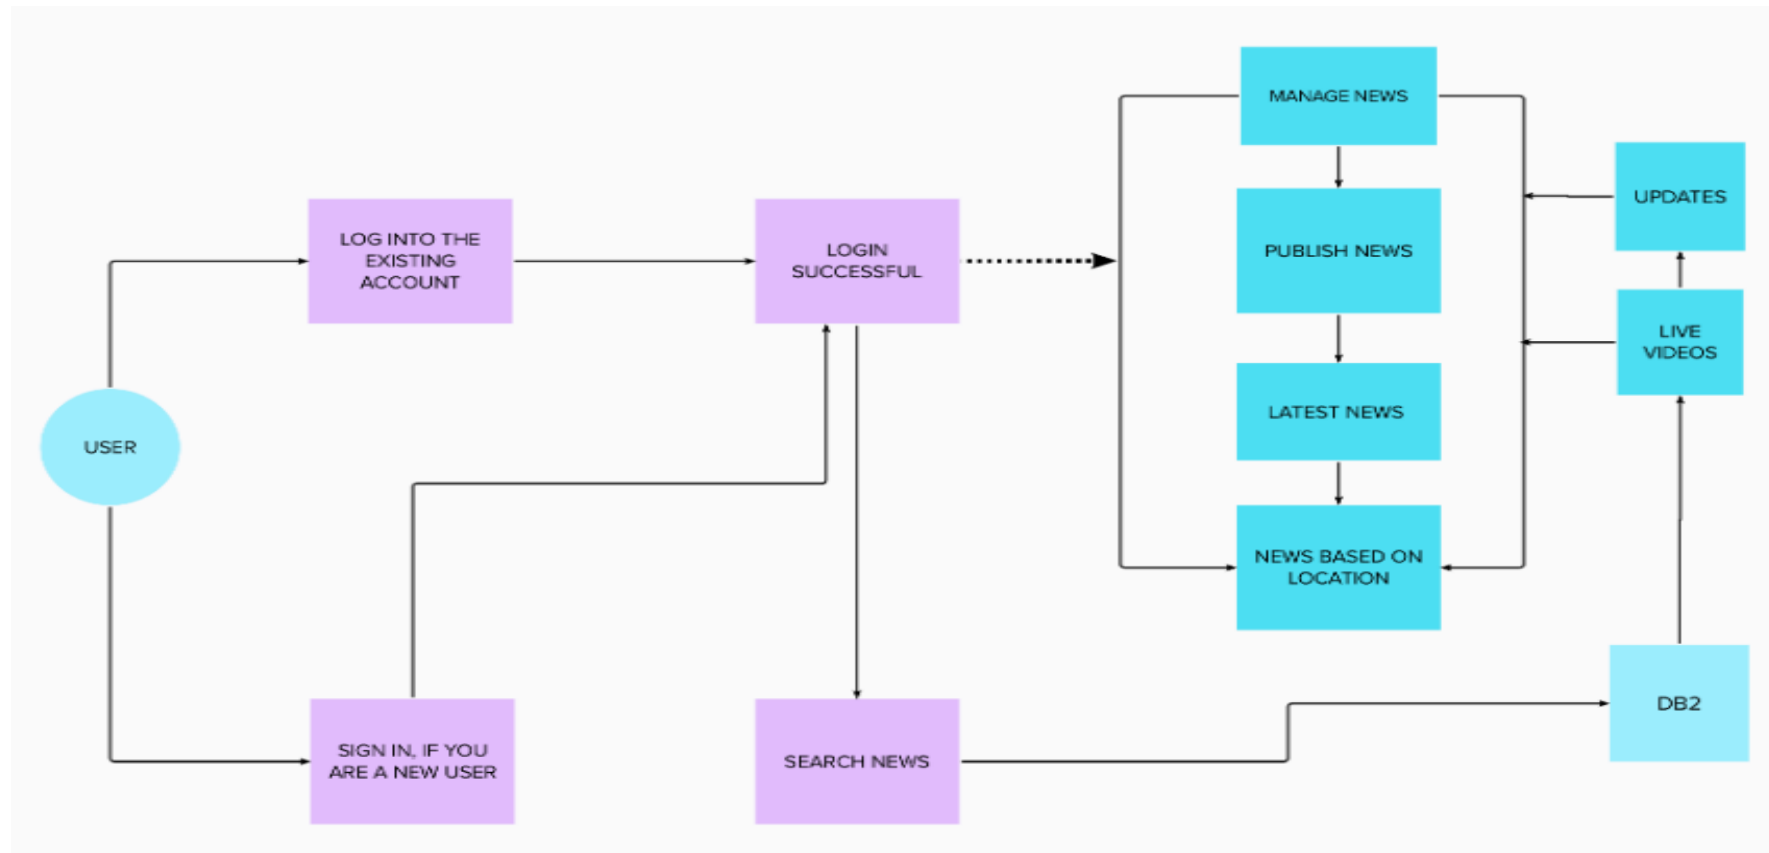 MANAGE NEWS
UPDATES
LOG INTO THE
EXISTING
ACCOUNT
LOGIN
SUCCESSFUL
PUBLISH NEWS
LIVE
VIDEOS
LATEST NEWS
USER
NEWS BASED ON
LOCATION
DB2
SIGN IN, IF YOU
ARE A NEW USER
SEARCH NEWS